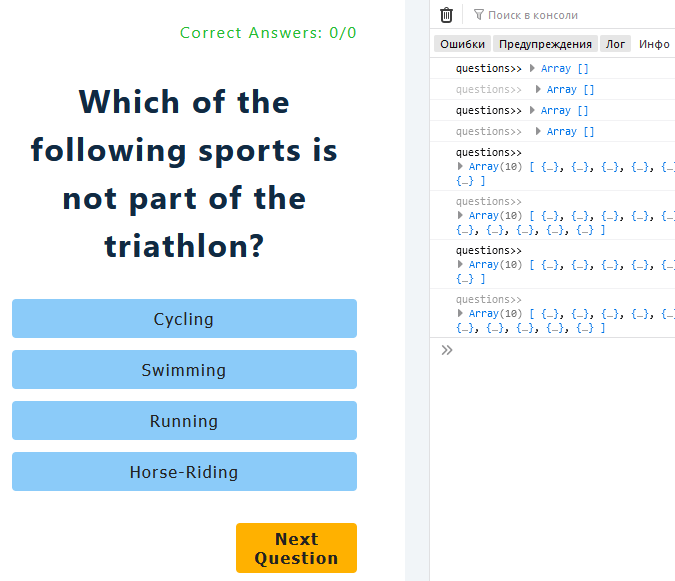 Correct Answers: 0/0
Which of the
following sports is
not part of the
triathlon?
Cycling
Swimming
Running
Horse-Riding
Next
Question
Поиск в консоли
Ошибки Предупреждения Лог Инфо
questions>> Array []
questions>> Array []
questions>> Array []
questions>> Array []
questions>>
Array(10) [ {…}, {…}, {…}, {…}, {…
{…} ]
questions>>
Array(10) [ {…}, {…}, {…}, {…}, {…
{…}, {…}, {…}, {…}, {…} ]
questions>>
Array(10) [ {…}, {…}, {…}, {…}, {…
{…} ]
questions>>
Array(10) [ {…}, {…}, {…}, {…}, {…
{…}, {…}, {…}, {…}, {…} ]